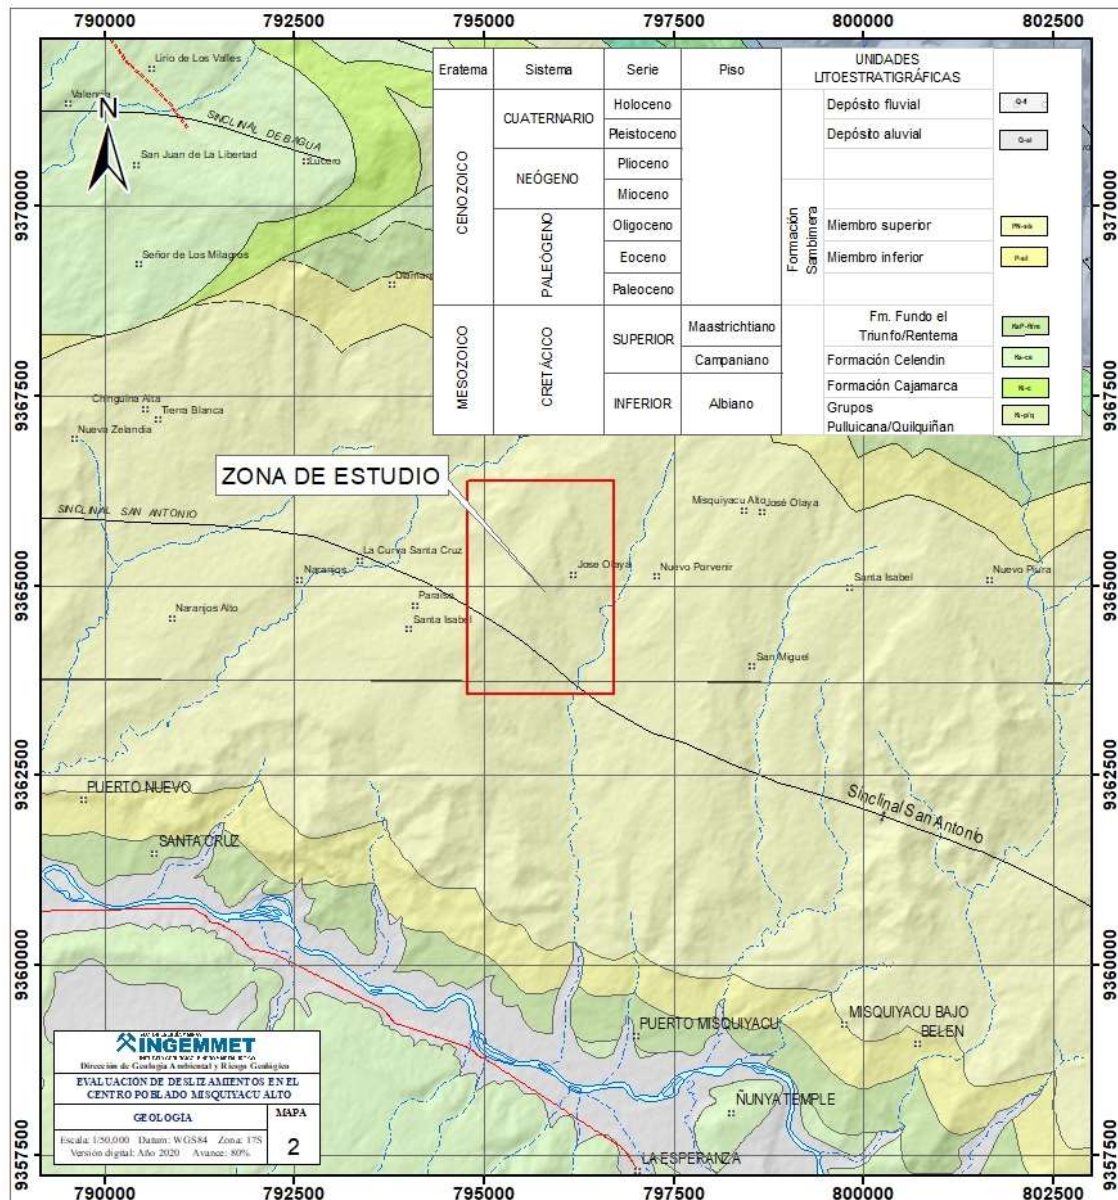 790000 792500 795000 797500 800000 802500
9370000
9367500
9365000
9362500
9360000
9357500
9370000
9367500
9365000
9362500
9360000
9357500
N
Lirio de Los Valles
SINCLINAL DE BAGUA
San Juan de La Libertad
Lucero
Señor de Los Milagros
Eratema Sistema Serie Piso UNIDADES
LITOESTRATIGRÁFICAS
CENOZOICO
CUATERNARIO
Holoceno
Depósito fluvial
Pleistoceno
Depósito aluvial
NEÓGENO
Plioceno
Mioceno
PALEÓGENO
Oligoceno
Eoceno
Paleoceno
Formación
Sambimera
Miembro superior
Miembro inferior
MESOZOICO
CRETÁCICO
SUPERIOR
Maastrichtiano
Fm. Fundo el
Triunfo/Rentema
Campaniano
Formación Celendin
INFERIOR
Albiano
Formación Cajamarca
Grupos
Pulluicana/Quilquiñan
Chinguina Alta
Tierra Blanca
Nueva Zelandia
ZONA DE ESTUDIO
SINCLINAL SAN ANTONIO
Misquiyacu Alto
José Olaya
La Curva Santa Cruz
Naranjos
Jose Olaya
Nuevo Porvenir
Santa Isabel
Nuevo Piura
Paraiso
Naranjos Alto
Santa Isabel
San Miguel
PUERTO NUEVO
Sinclinal San Antonio
SANTA CRUZ
MISQUIYACU BAJO
PUERTO MISQUIYACU
BELEN
ÑUNYA TEMPLE
LA ESPERANZA
INGEMMET
Dirección de Geología Ambiental y Riesgo Geológico
EVALUACIÓN DE DESLIZAMIENTOS EN EL
CENTRO POBLADO MISQUIYACU ALTO
GEOLOGIA
MAPA
2
Escala: 1/50,000 Datum: WGS84 Zona: 17S
Versión digital: Año 2020 Avance: 80%